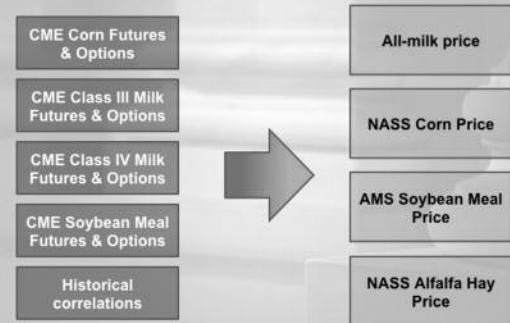 CME Corn Futures
& Options
CME Class III Milk
Futures & Options
CME Class IV Milk
Futures & Options
CME Soybean Meal
Futures & Options
Historical
correlations
All-milk price
NASS Corn Price
AMS Soybean Meal
Price
NASS Alfalfa Hay
Price